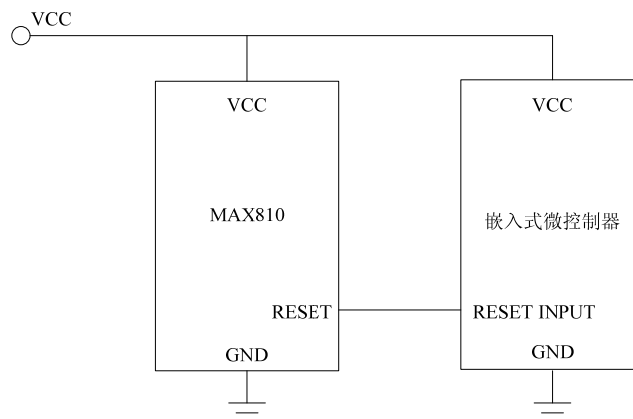 VCC
VCC
VCC
MAX810
嵌入式微控制器
RESET
RESET INPUT
GND
GND